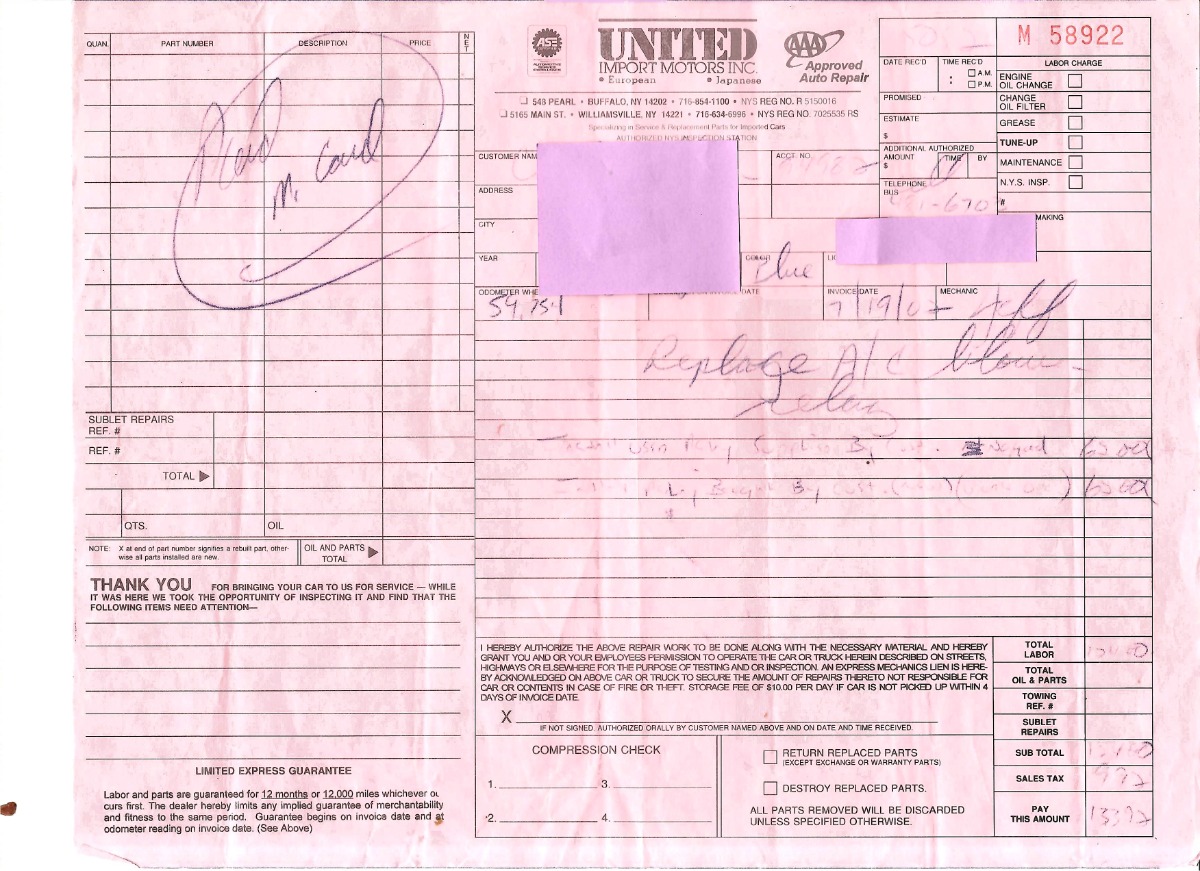 QUAN. PART NUMBER DESCRIPTION PRICE NET
Paid
M. Card
SUBLET REPAIRS
REF. #
REF. #
TOTAL
QTS. OIL
NOTE: X at end of part number signifies a rebuilt part, other-
wise all parts installed are new.
OIL AND PARTS
TOTAL
THANK YOU FOR BRINGING YOUR CAR TO US FOR SERVICE — WHILE
IT WAS HERE WE TOOK THE OPPORTUNITY OF INSPECTING IT AND FIND THAT THE
FOLLOWING ITEMS NEED ATTENTION—
LIMITED EXPRESS GUARANTEE
Labor and parts are guaranteed for 12 months or 12,000 miles whichever oc
curs first. The dealer hereby limits any implied guarantee of merchantability
and fitness to the same period. Guarantee begins on invoice date and at
odometer reading on invoice date. (See Above)
ASE
UNITED
IMPORT MOTORS INC.
• European • Japanese
AAA
Approved
Auto Repair
548 PEARL • BUFFALO, NY 14202 • 716-854-1100 • NYS REG NO. R 5150016
5165 MAIN ST. • WILLIAMSVILLE, NY 14221 • 716-634-6996 • NYS REG NO. 7025535 RS
Specializing in Service & Replacement Parts for Imported Cars
AUTHORIZED NYS INSPECTION STATION
CUSTOMER NAM
ACCT. NO.
ADDRESS
CITY
YEAR
COLOR Blue
LIC
ODOMETER WHE
54,754
DATE
INVOICE DATE
7/19/07
MECHANIC
Jeff
M 58922
DATE REC'D TIME REC'D
: A.M.
P.M.
PROMISED
ESTIMATE
$
ADDITIONAL AUTHORIZED
AMOUNT TIME BY
$
TELEPHONE
BUS
MAKING
LABOR CHARGE
ENGINE
OIL CHANGE
CHANGE
OIL FILTER
GREASE
TUNE-UP
MAINTENANCE
N.Y.S. INSP.
#
Replace A/C blower
relay
62.00
62.00
I HEREBY AUTHORIZE THE ABOVE REPAIR WORK TO BE DONE ALONG WITH THE NECESSARY MATERIAL AND HEREBY
GRANT YOU AND OR YOUR EMPLOYEES PERMISSION TO OPERATE THE CAR OR TRUCK HEREIN DESCRIBED ON STREETS,
HIGHWAYS OR ELSEWHERE FOR THE PURPOSE OF TESTING AND OR INSPECTION. AN EXPRESS MECHANICS LIEN IS HERE-
BY ACKNOWLEDGED ON ABOVE CAR OR TRUCK TO SECURE THE AMOUNT OF REPAIRS THERETO NOT RESPONSIBLE FOR
CAR OR CONTENTS IN CASE OF FIRE OR THEFT. STORAGE FEE OF $10.00 PER DAY IF CAR IS NOT PICKED UP WITHIN 4
DAYS OF INVOICE DATE.
X
IF NOT SIGNED. AUTHORIZED ORALLY BY CUSTOMER NAMED ABOVE AND ON DATE AND TIME RECEIVED.
COMPRESSION CHECK
1. 3.
2. 4.
RETURN REPLACED PARTS
(EXCEPT EXCHANGE OR WARRANTY PARTS)
DESTROY REPLACED PARTS.
ALL PARTS REMOVED WILL BE DISCARDED
UNLESS SPECIFIED OTHERWISE.
TOTAL
LABOR
TOTAL
OIL & PARTS
TOWING
REF. #
SUBLET
REPAIRS
SUB TOTAL
SALES TAX
PAY
THIS AMOUNT